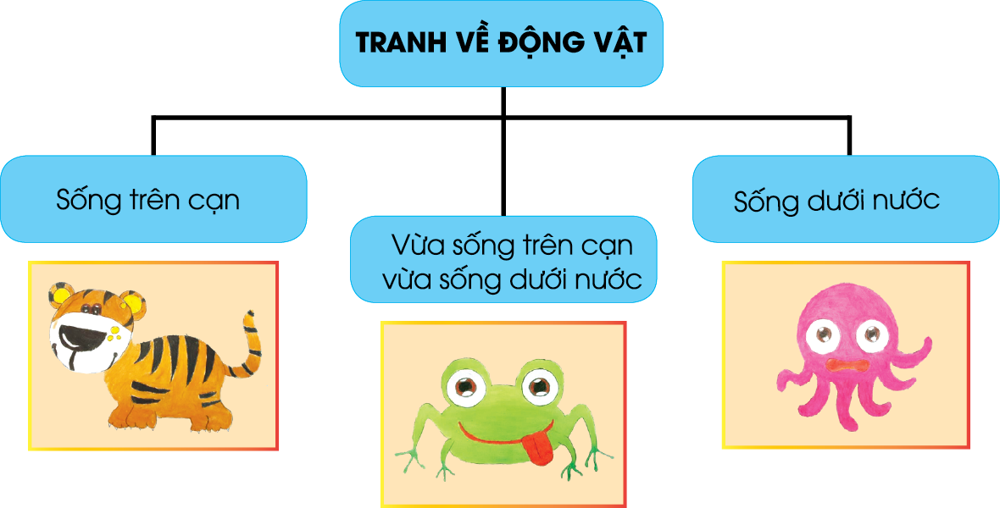 TRANH VỀ ĐỘNG VẬT
Sống trên cạn
Vừa sống trên cạn
vừa sống dưới nước
Sống dưới nước